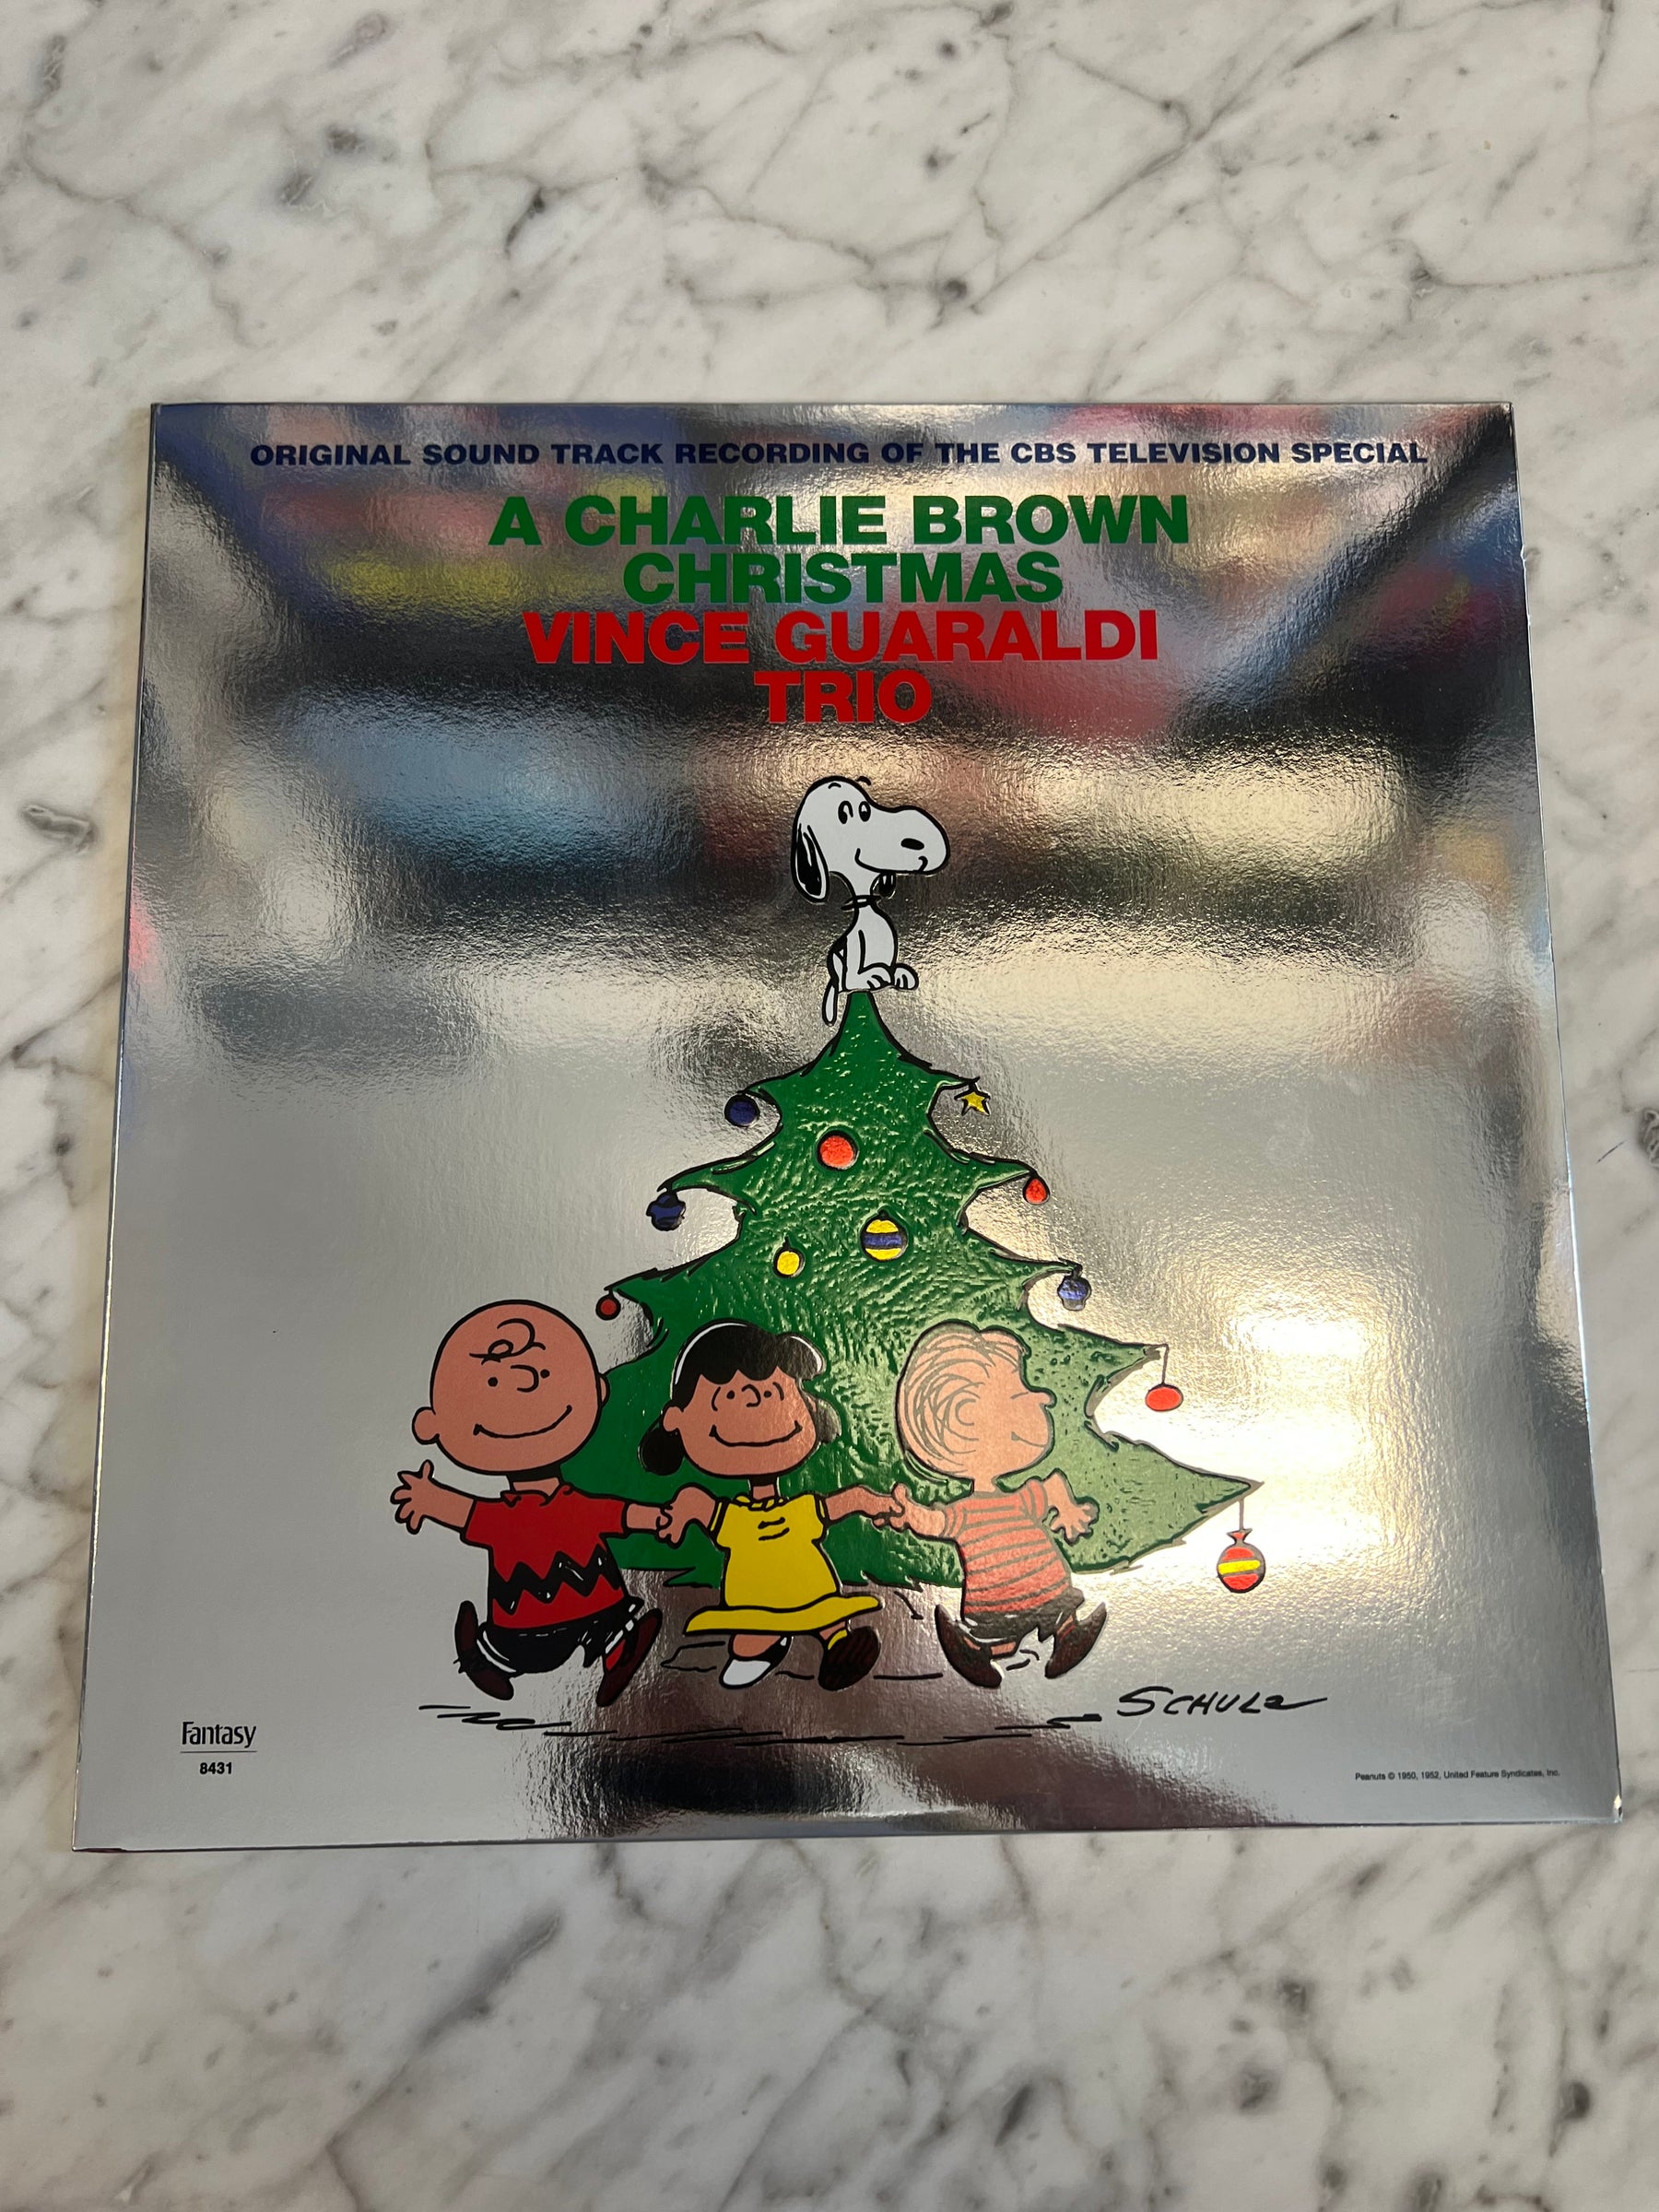 ORIGINAL SOUND TRACK RECORDING OF THE CBS TELEVISION SPECIAL
A CHARLIE BROWN
CHRISTMAS
VINCE GUARALDI
TRIO
SCHULZ
Fantasy
8431
Peanuts © 1950, 1952, United Feature Syndicates, Inc.